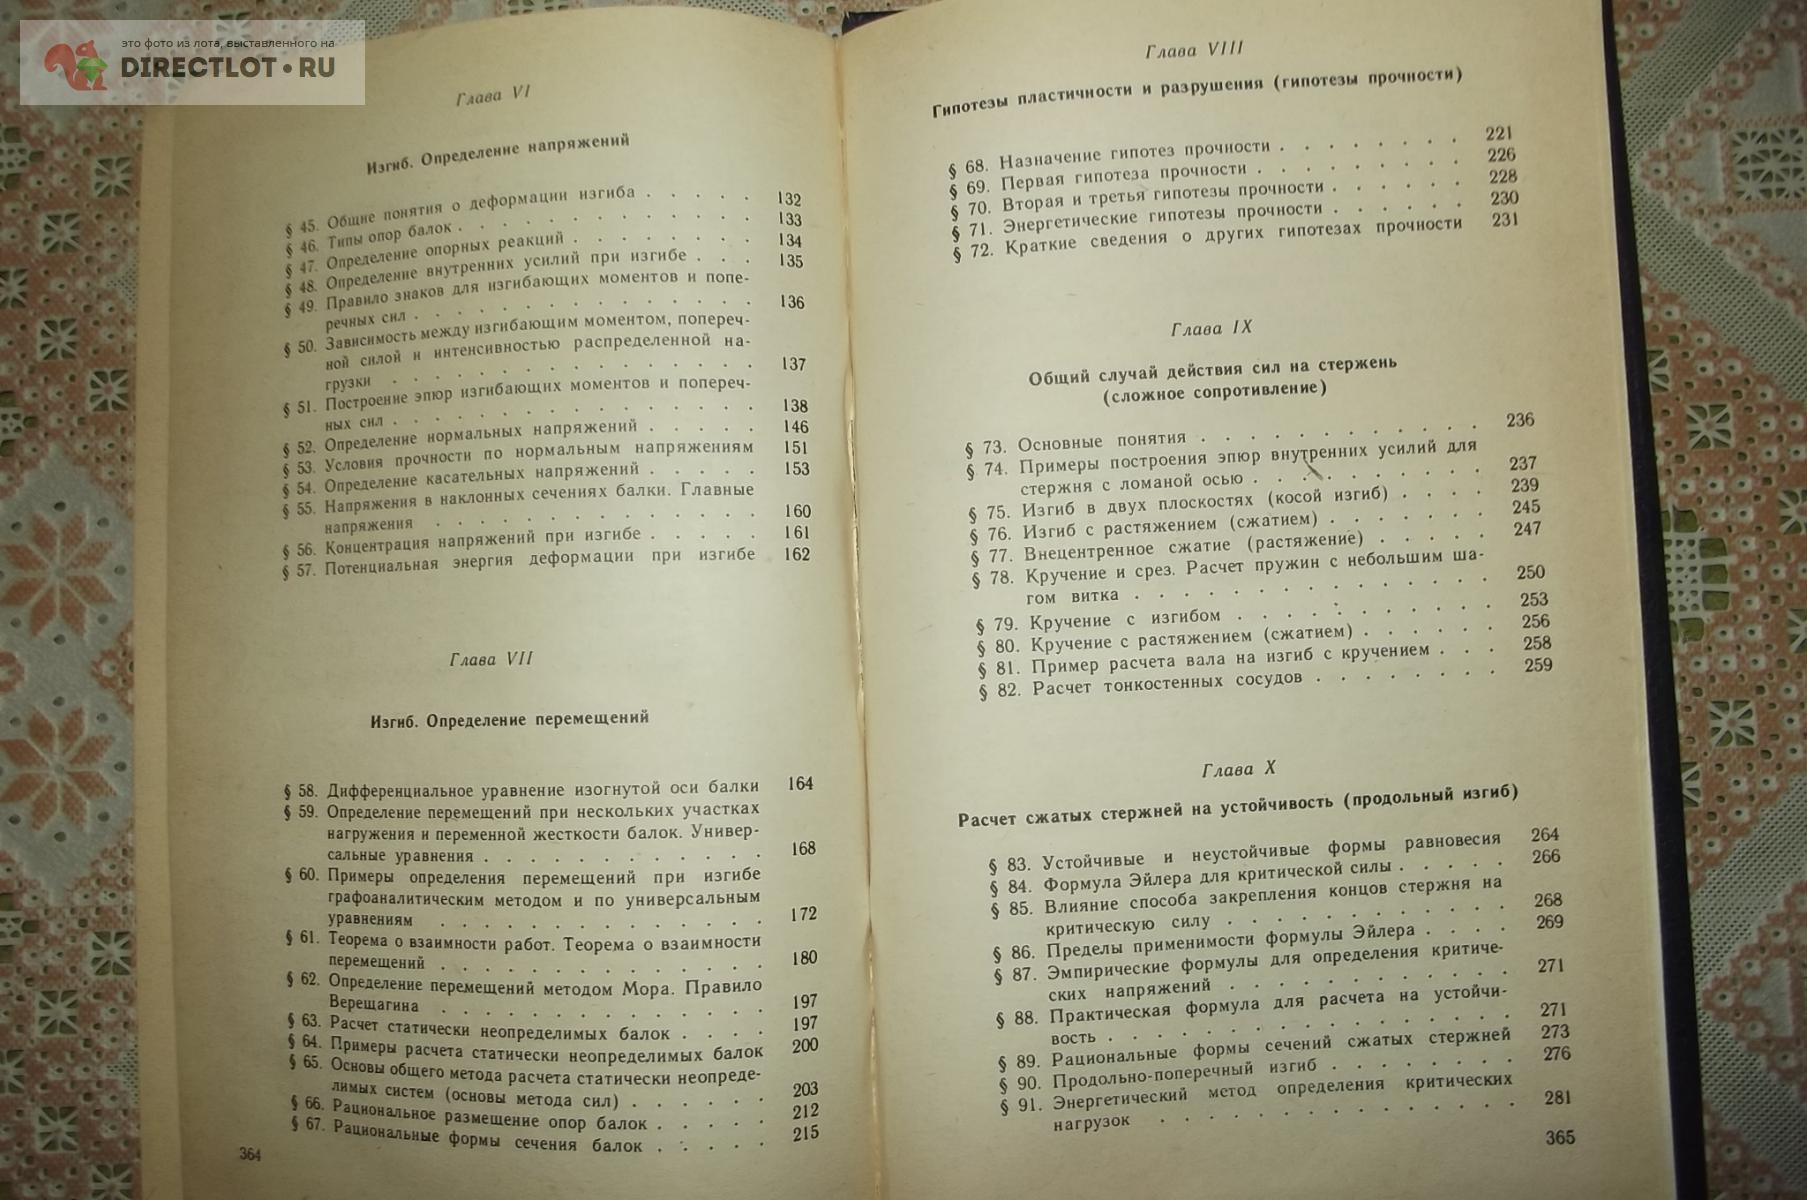 это фото из лота, выставленного на
DIRECTLOT.RU
Глава VI
Изгиб. Определение напряжений
§ 45. Общие понятия о деформации изгиба . . . . . 132
§ 46. Типы опор балок . . . . . . . . . . . 133
§ 47. Определение опорных реакций . . . . . . . 134
§ 48. Определение внутренних усилий при изгибе . . . 135
§ 49. Правило знаков для изгибающих моментов и попе-
речных сил . . . . . . . . . . . . . 136
§ 50. Зависимость между изгибающим моментом, попереч-
ной силой и интенсивностью распределенной на-
грузки . . . . . . . . . . . . . . 137
§ 51. Построение эпюр изгибающих моментов и попереч-
ных сил . . . . . . . . . . . . . . 138
§ 52. Определение нормальных напряжений . . . . . 146
§ 53. Условия прочности по нормальным напряжениям 151
§ 54. Определение касательных напряжений . . . . . 153
§ 55. Напряжения в наклонных сечениях балки. Главные
напряжения . . . . . . . . . . . . . 160
§ 56. Концентрация напряжений при изгибе . . . . . 161
§ 57. Потенциальная энергия деформации при изгибе 162
Глава VII
Изгиб. Определение перемещений
§ 58. Дифференциальное уравнение изогнутой оси балки 164
§ 59. Определение перемещений при нескольких участках
нагружения и переменной жесткости балок. Универ-
сальные уравнения . . . . . . . . . . . 168
§ 60. Примеры определения перемещений при изгибе
графоаналитическим методом и по универсальным
уравнениям . . . . . . . . . . . . 172
§ 61. Теорема о взаимности работ. Теорема о взаимности
перемещений . . . . . . . . . . . . . 180
§ 62. Определение перемещений методом Мора. Правило
Верещагина . . . . . . . . . . . . . 197
§ 63. Расчет статически неопределимых балок . . . . 197
§ 64. Примеры расчета статически неопределимых балок 200
§ 65. Основы общего метода расчета статически неопреде-
лимых систем (основы метода сил) . . . . . . 203
§ 66. Рациональное размещение опор балок . . . . . 212
§ 67. Рациональные формы сечения балок . . . . . 215
364
Глава VIII
Гипотезы пластичности и разрушения (гипотезы прочности)
§ 68. Назначение гипотез прочности . . . . . . . . 221
§ 69. Первая гипотеза прочности . . . . . . . . . 226
§ 70. Вторая и третья гипотезы прочности . . . . . . 228
§ 71. Энергетические гипотезы прочности . . . . . . 230
§ 72. Краткие сведения о других гипотезах прочности 231
Глава IX
Общий случай действия сил на стержень
(сложное сопротивление)
§ 73. Основные понятия . . . . . . . . . . . . 236
§ 74. Примеры построения эпюр внутренних усилий для
стержня с ломаной осью . . . . . . . . . . 237
§ 75. Изгиб в двух плоскостях (косой изгиб) . . . . 239
§ 76. Изгиб с растяжением (сжатием) . . . . . . . 245
§ 77. Внецентренное сжатие (растяжение) . . . . . 247
§ 78. Кручение и срез. Расчет пружин с небольшим ша-
гом витка . . . . . . . . . . . . . . 250
§ 79. Кручение с изгибом . . . . . . . . . . . 253
§ 80. Кручение с растяжением (сжатием) . . . . . . 256
§ 81. Пример расчета вала на изгиб с кручением . . . 258
§ 82. Расчет тонкостенных сосудов . . . . . . . 259
Глава X
Расчет сжатых стержней на устойчивость (продольный изгиб)
§ 83. Устойчивые и неустойчивые формы равновесия 264
§ 84. Формула Эйлера для критической силы . . . . . 266
§ 85. Влияние способа закрепления концов стержня на
критическую силу . . . . . . . . . . . . 268
§ 86. Пределы применимости формулы Эйлера . . . . 269
§ 87. Эмпирические формулы для определения критиче-
ских напряжений . . . . . . . . . . . . 271
§ 88. Практическая формула для расчета на устойчи-
вость . . . . . . . . . . . . . . . 271
§ 89. Рациональные формы сечений сжатых стержней 273
§ 90. Продольно-поперечный изгиб . . . . . . . . 276
§ 91. Энергетический метод определения критических
нагрузок . . . . . . . . . . . . . . 281
365